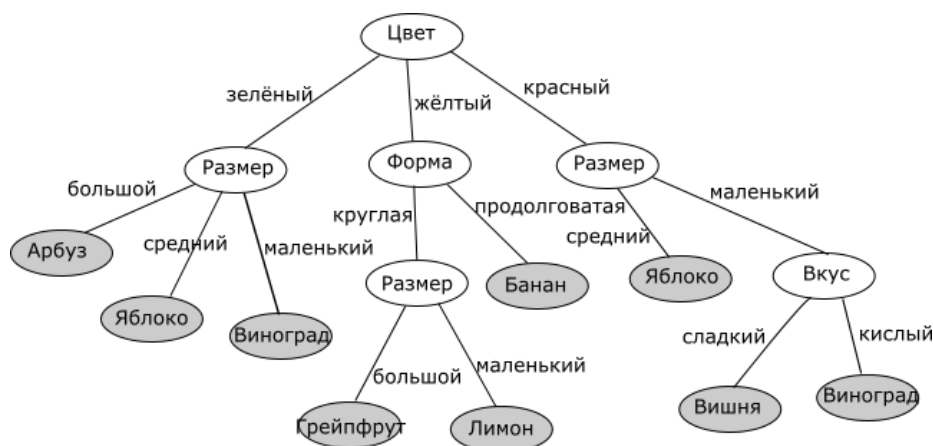 Цвет
зелёный
жёлтый
красный
Размер
Форма
Размер
большой
средний
маленький
круглая
продолговатая
средний
маленький
Арбуз
Яблоко
Виноград
Размер
Банан
Яблоко
Вкус
большой
маленький
сладкий
кислый
Грейпфрут
Лимон
Вишня
Виноград